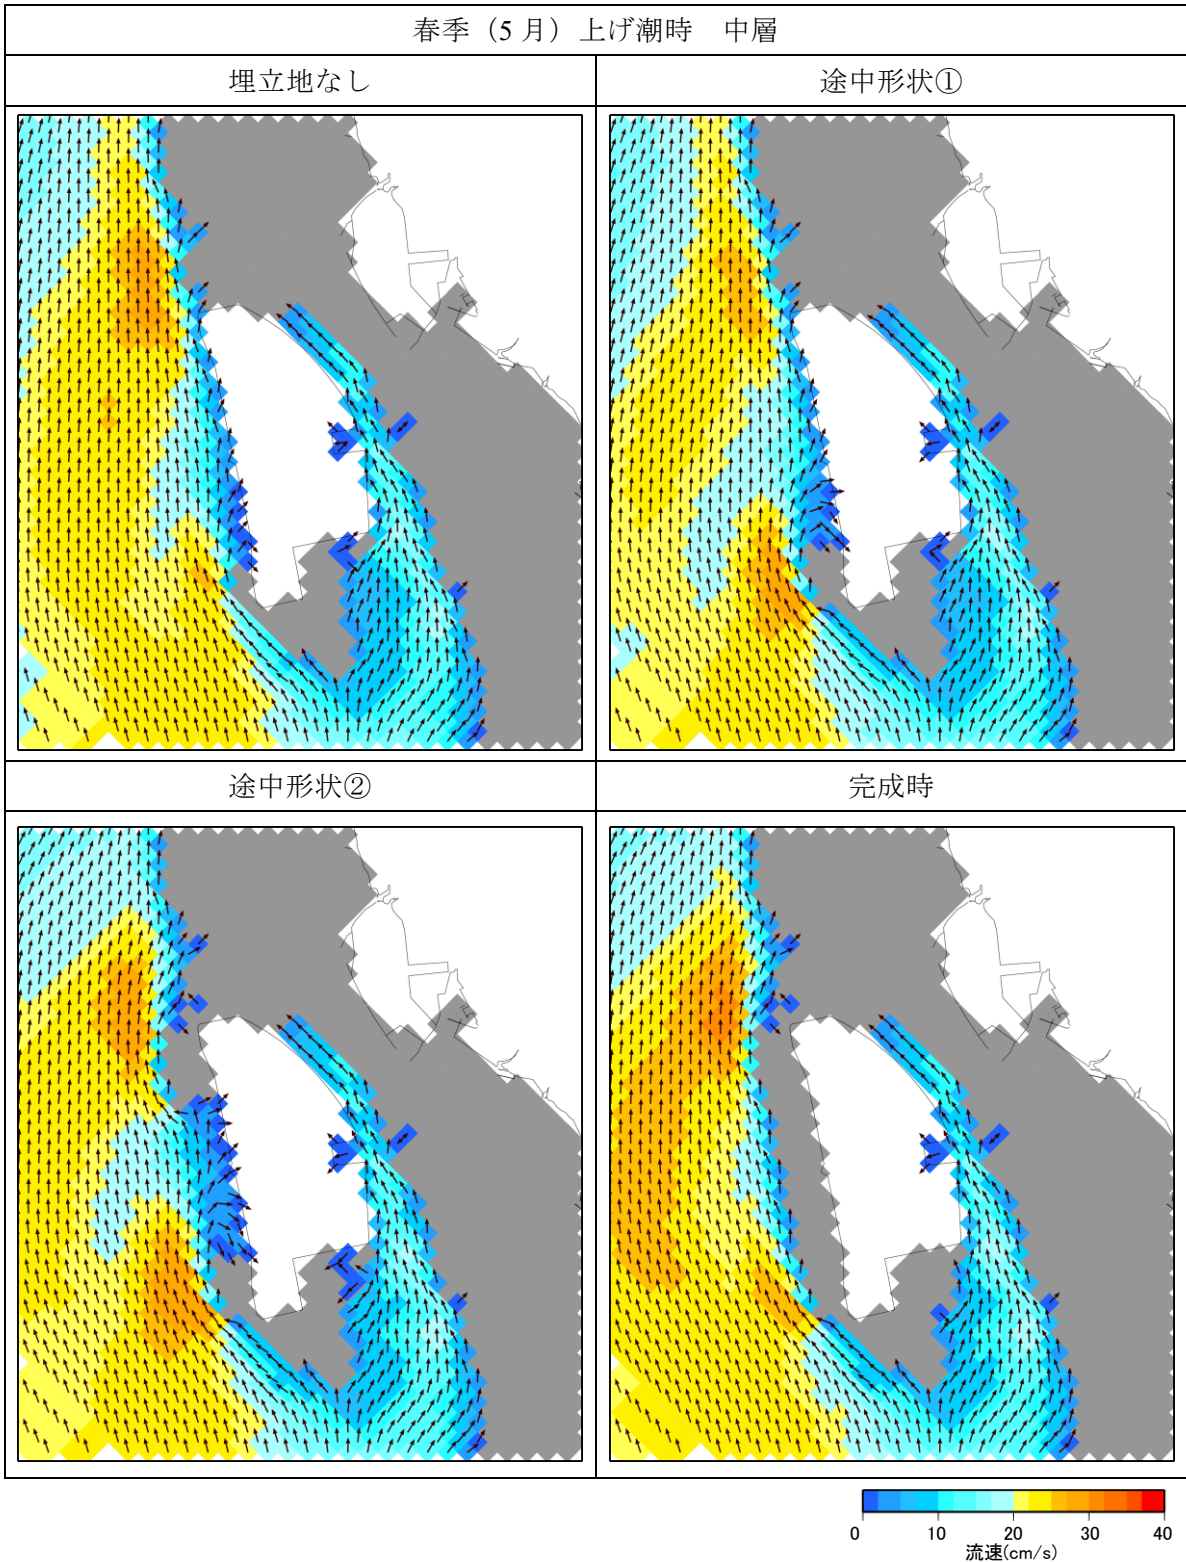 春季（5月）上げ潮時　中層
埋立地なし
途中形状①
途中形状②
完成時
0 10 20 30 40
流速(cm/s)